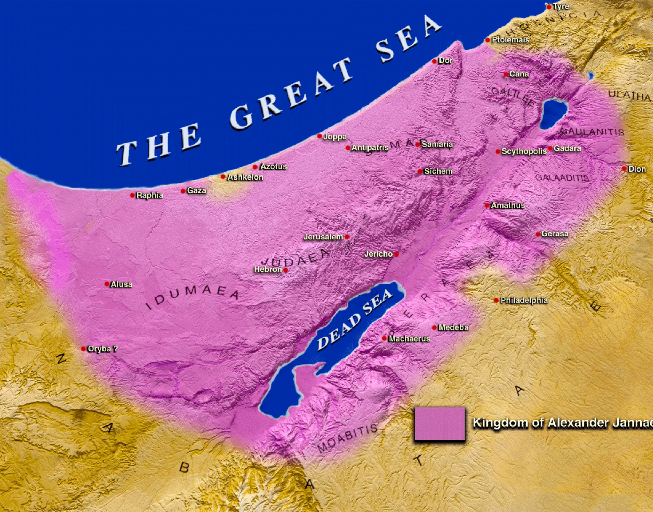 Tyre
PHOENICIA
Ptolemais
THE GREAT SEA
Dor
Cana
GALILEE
ULATHA
GAULANITIS
Joppa
Antipatris
SAMARIA
Samaria
Scythopolis
Gadara
Azotus
Ashkelon
Sichem
Dion
GALAADITIS
Raphia
Gaza
Amathus
Jerusalem
Gerasa
JUDAEA
Jericho
Hebron
Alusa
IDUMAEA
PERAEA
Philadelphia
DEAD SEA
Medeba
Machaerus
Oryba ?
MOABITIS
Kingdom of Alexander Jannae
N A B A T A E